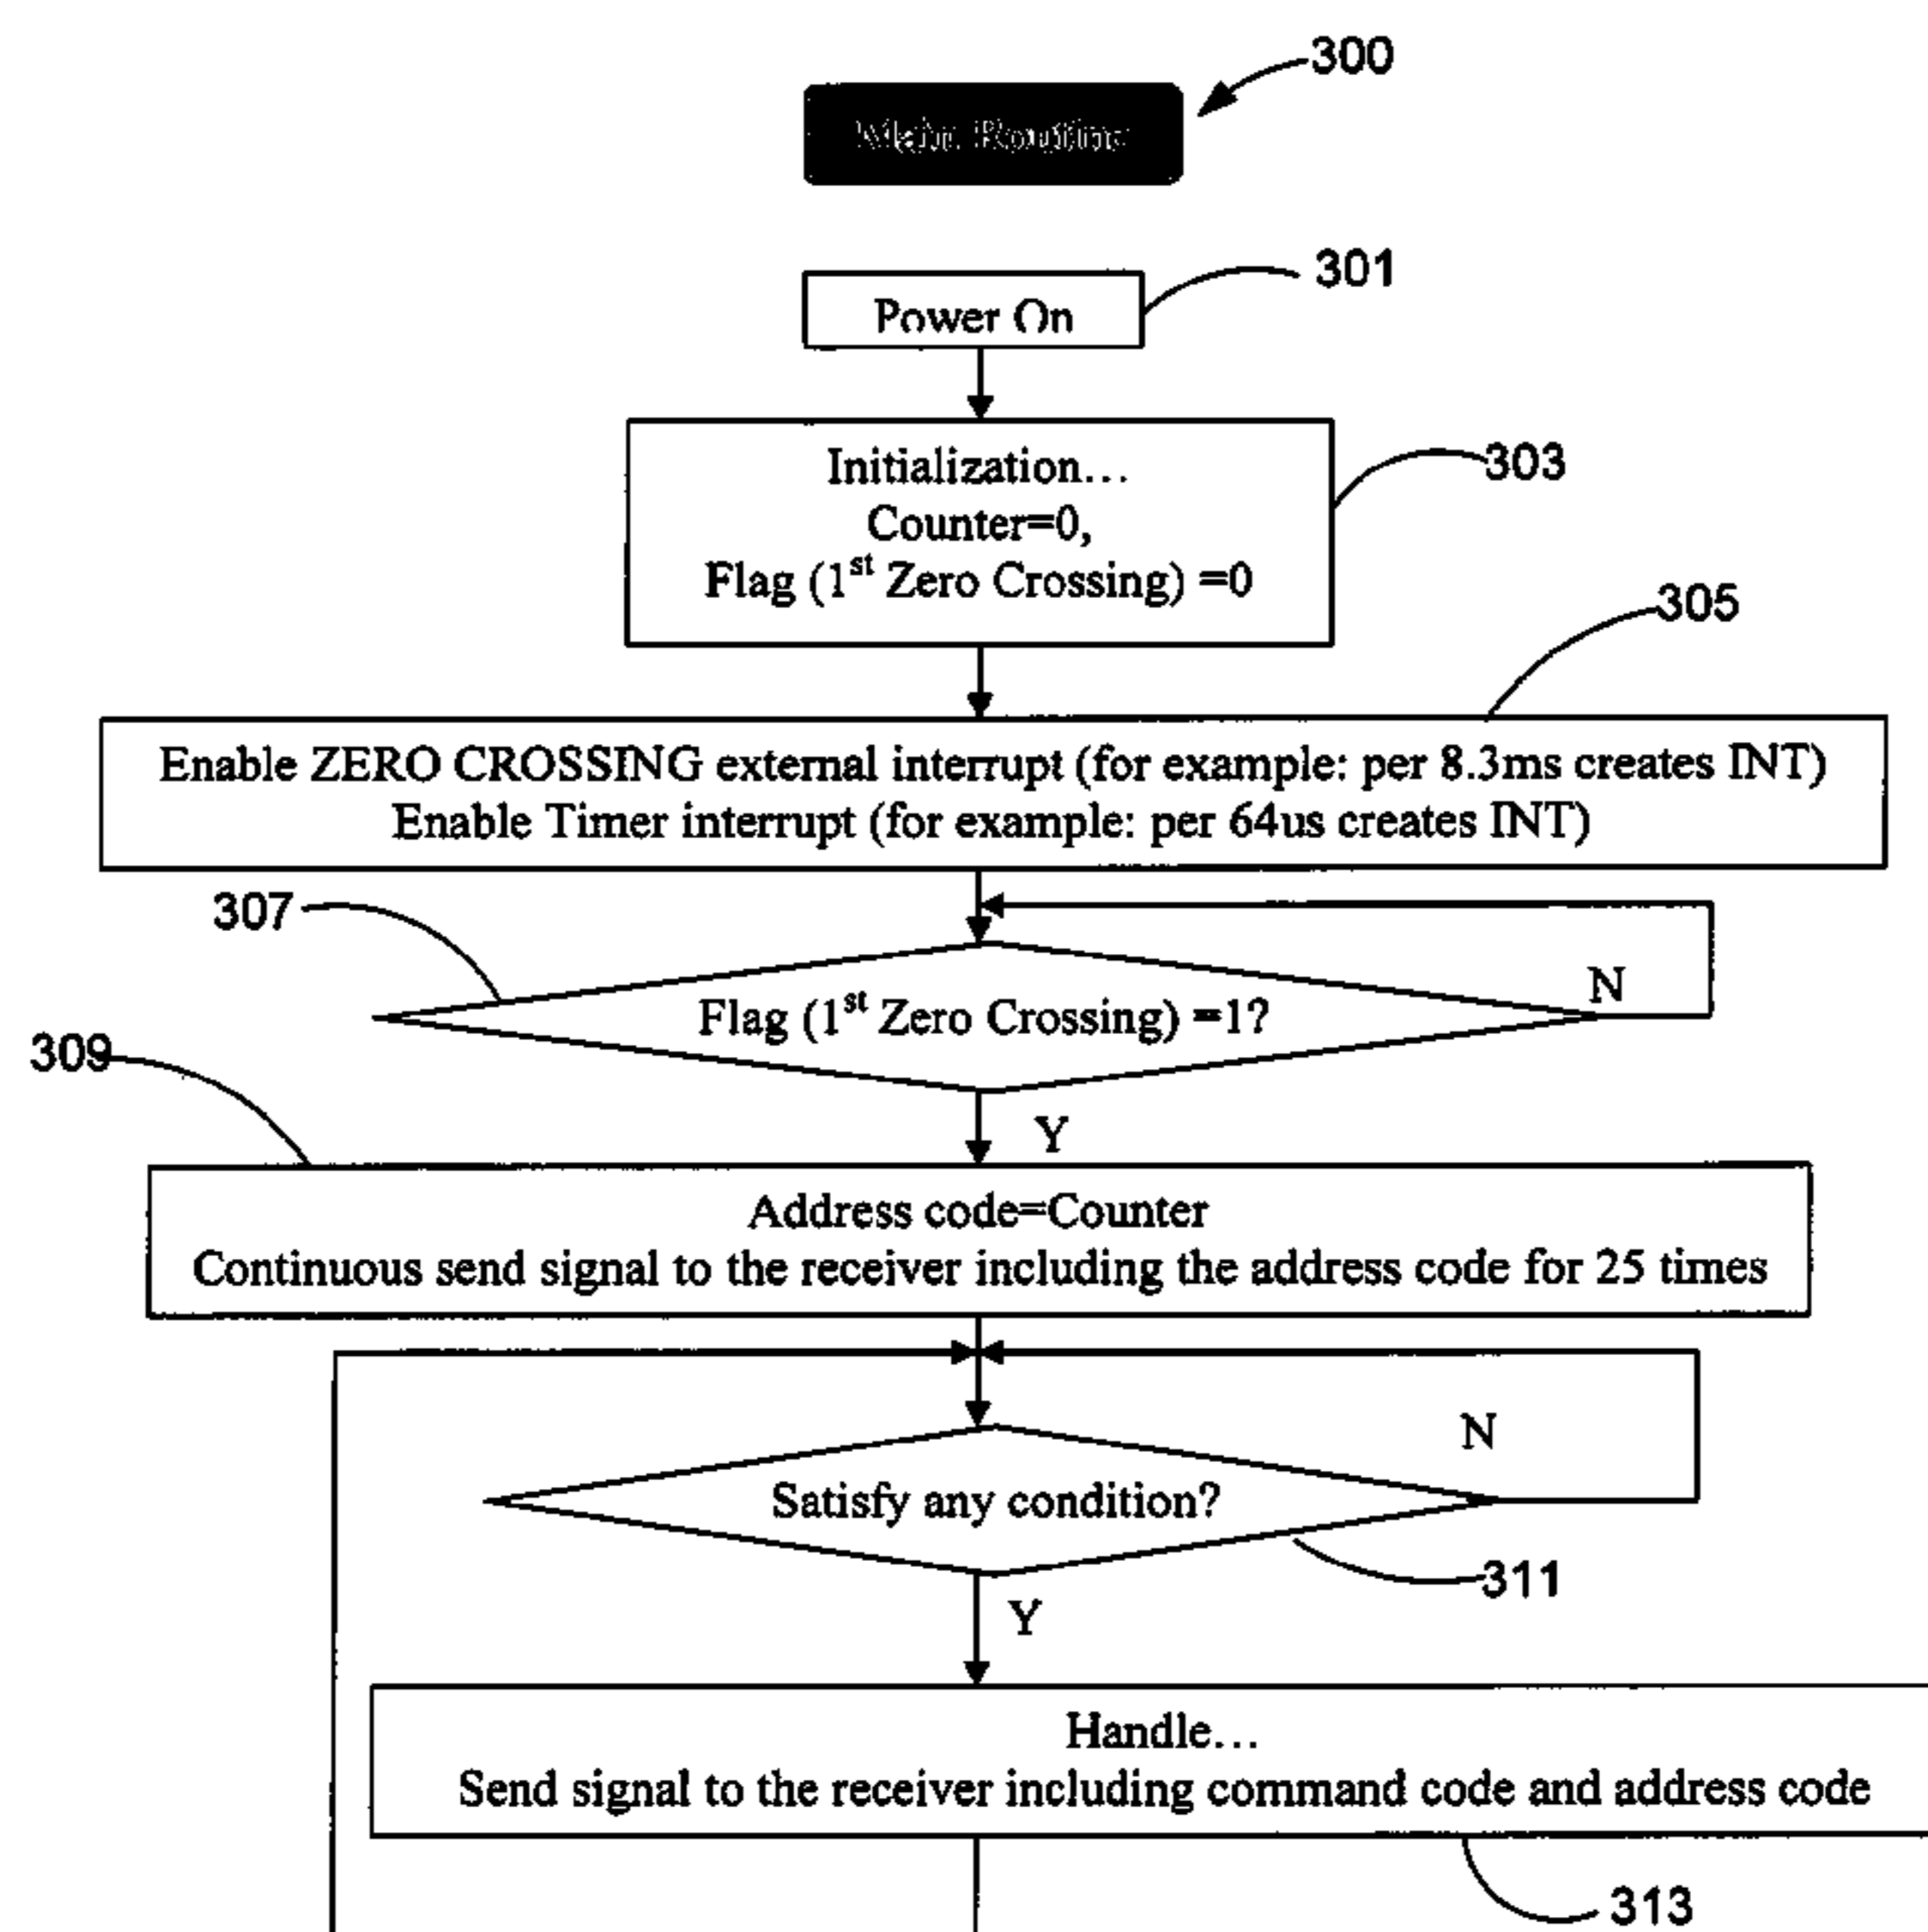 300
Main Routine
301
Power On
Initialization...
303
Counter=0,
Flag (1st Zero Crossing) =0
305
Enable ZERO CROSSING external interrupt (for example: per 8.3ms creates INT)
Enable Timer interrupt (for example: per 64us creates INT)
307
N
Flag (1st Zero Crossing) =1?
309
Y
Address code=Counter
Continuous send signal to the receiver including the address code for 25 times
N
Satisfy any condition?
311
Y
Handle...
Send signal to the receiver including command code and address code
313